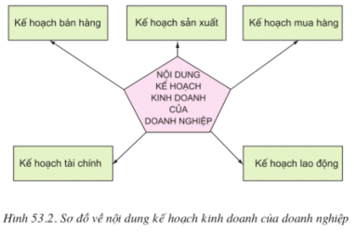 Kế hoạch bán hàng
Kế hoạch sản xuất
Kế hoạch mua hàng
NỘI DUNG
KẾ HOẠCH
KINH DOANH
CỦA
DOANH NGHIỆP
Kế hoạch tài chính
Kế hoạch lao động
Hình 53.2. Sơ đồ về nội dung kế hoạch kinh doanh của doanh nghiệp